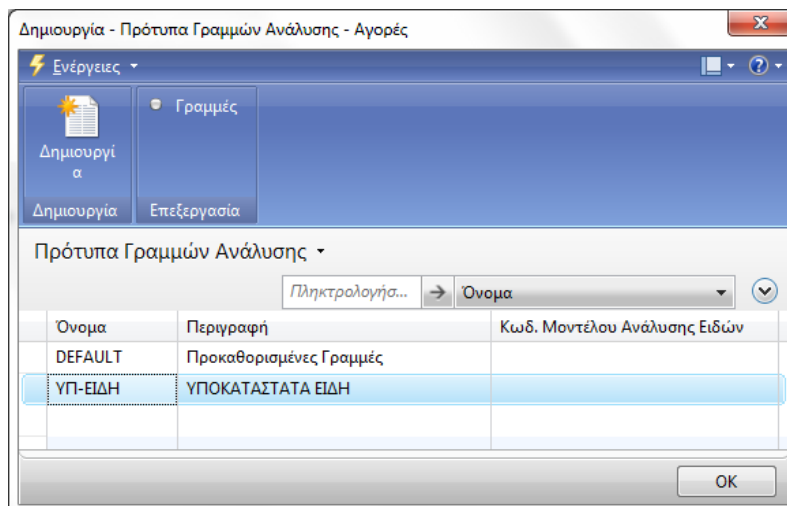 Δημιουργία - Πρότυπα Γραμμών Ανάλυσης - Αγορές
Ενέργειες
Γραμμές
Δημιουργί
α
Δημιουργία Επεξεργασία
Πρότυπα Γραμμών Ανάλυσης
Πληκτρολογήσ... Όνομα
Όνομα Περιγραφή Κωδ. Μοντέλου Ανάλυσης Ειδών
DEFAULT Προκαθορισμένες Γραμμές
ΥΠ-ΕΙΔΗ ΥΠΟΚΑΤΑΣΤΑΤΑ ΕΙΔΗ
OK